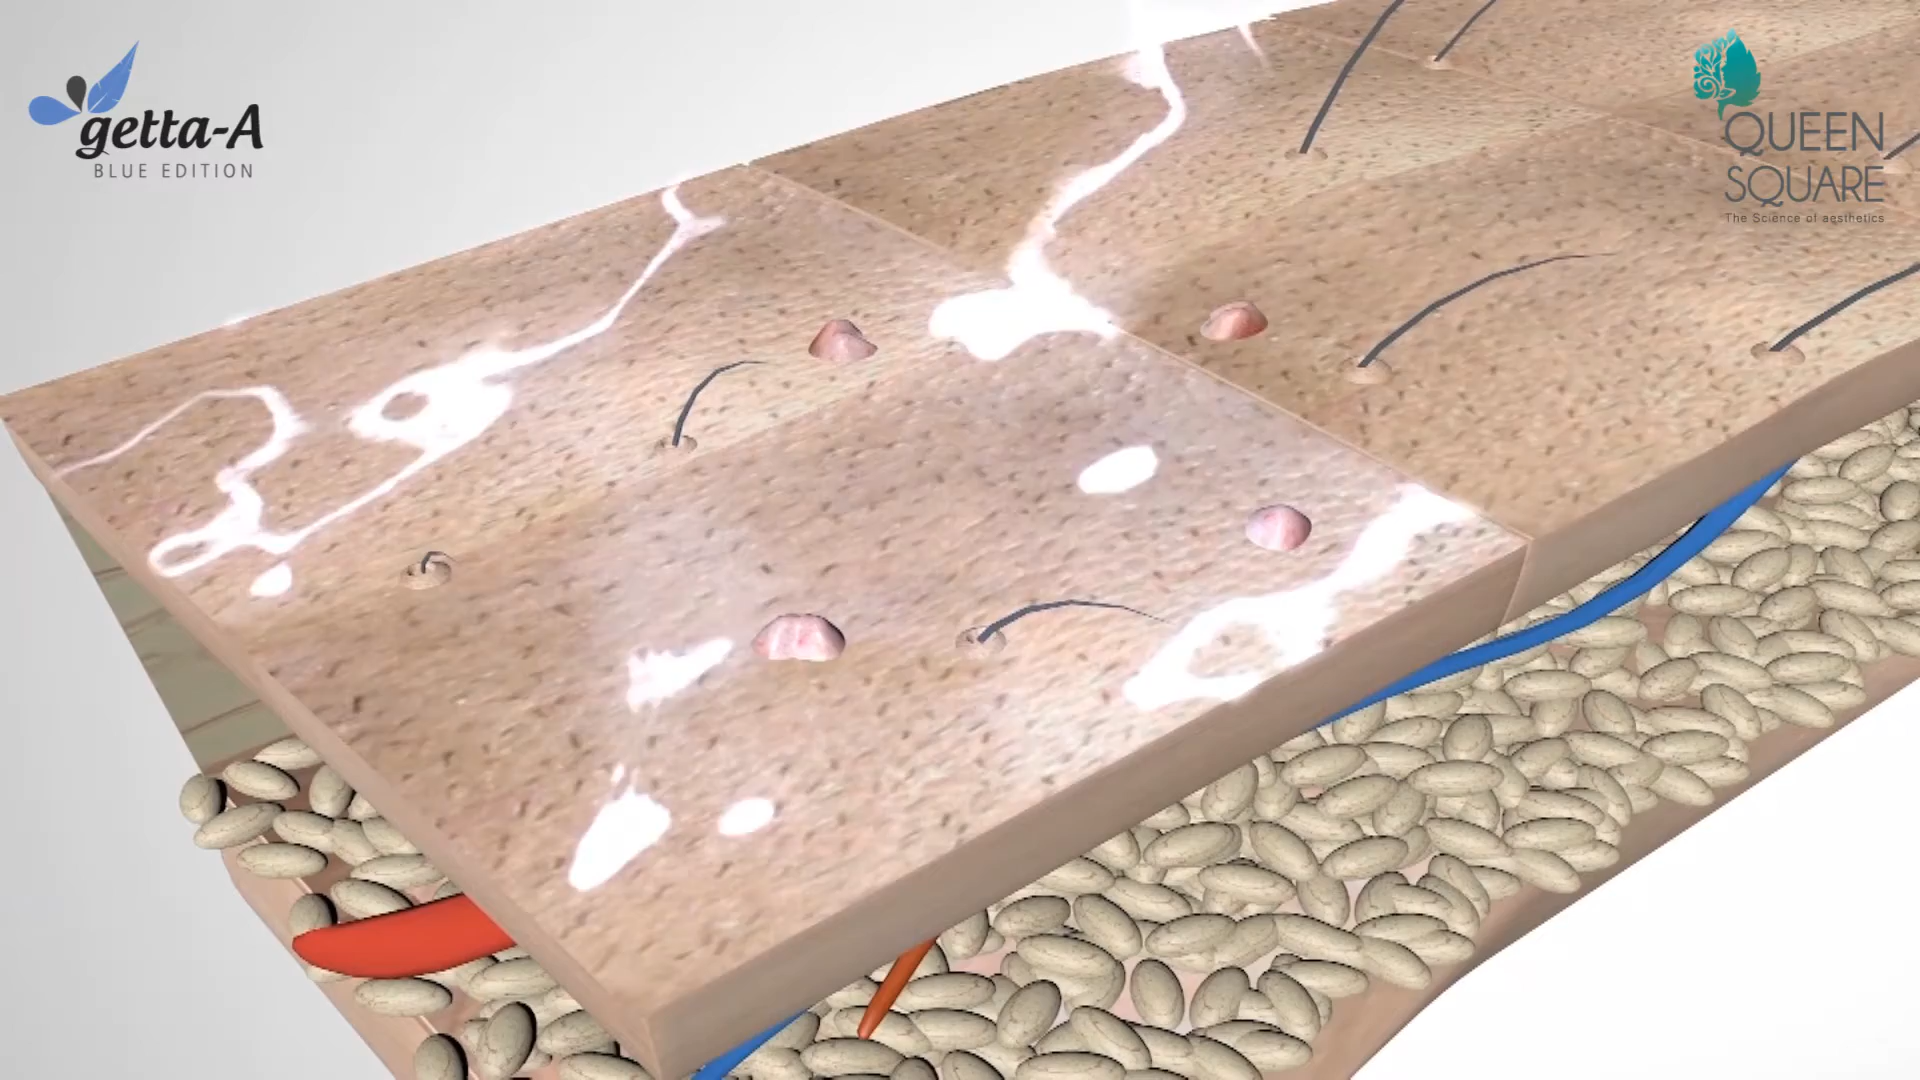 getta-A
BLUE EDITION
QUEEN
SQUARE
The Science of aesthetics